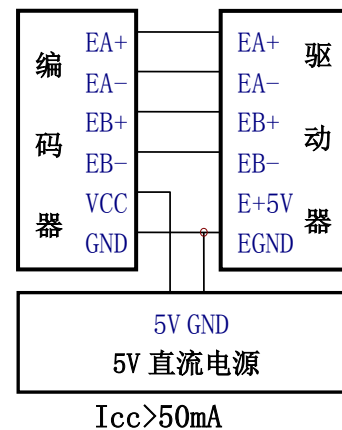 编码器
EA+
EA-
EB+
EB-
VCC
GND
驱动器
EA+
EA-
EB+
EB-
E+5V
EGND
5V GND
5V 直流电源
Icc>50mA